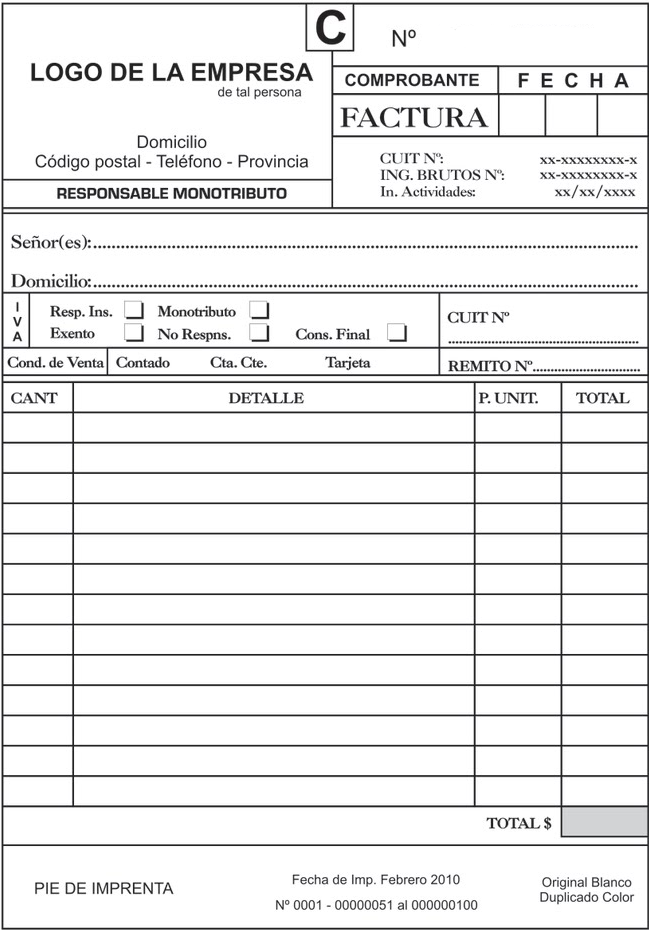 C
Nº
LOGO DE LA EMPRESA
de tal persona
Domicilio
Código postal - Teléfono - Provincia
RESPONSABLE MONOTRIBUTO
COMPROBANTE
F E C H A
FACTURA
CUIT Nº: xx-xxxxxxxx-x
ING. BRUTOS Nº: xx-xxxxxxxx-x
In. Actividades: xx/xx/xxxx
Señor(es):
Domicilio:
IVA
Resp. Ins. Monotributo
Exento No Respns. Cons. Final
CUIT Nº
Cond. de Venta Contado Cta. Cte. Tarjeta
REMITO Nº
CANT DETALLE P. UNIT. TOTAL
TOTAL $
PIE DE IMPRENTA
Fecha de Imp. Febrero 2010
Nº 0001 - 00000051 al 000000100
Original Blanco
Duplicado Color